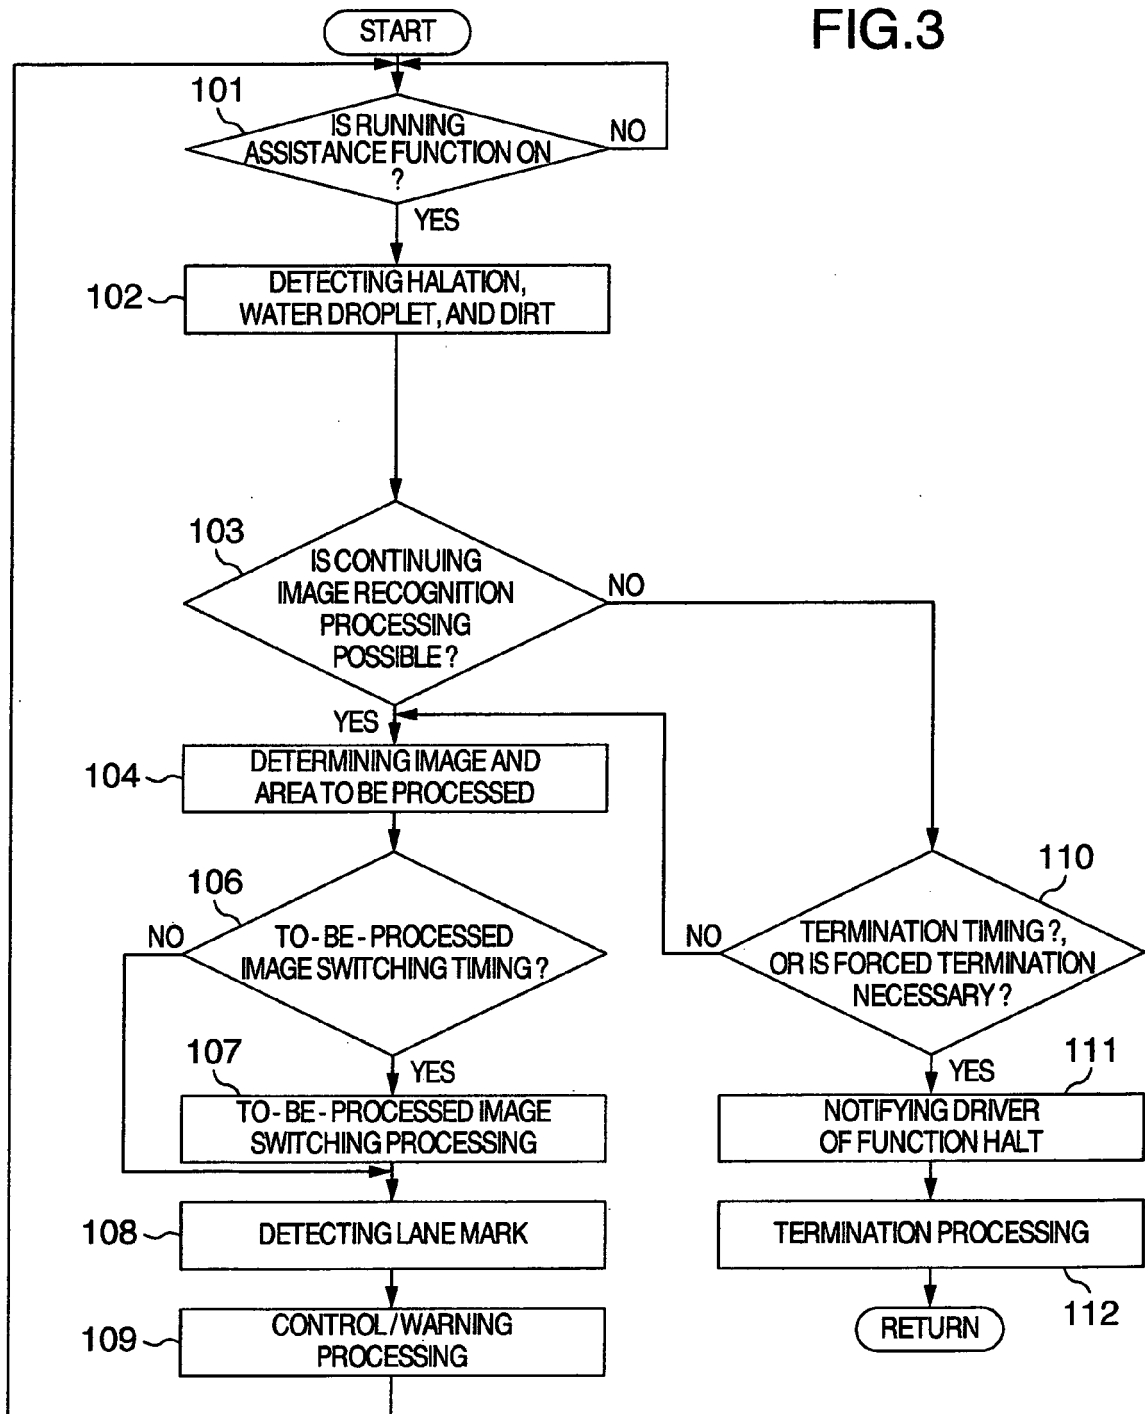 FIG.3
START
101
IS RUNNING
ASSISTANCE FUNCTION ON
?
NO
YES
102
DETECTING HALATION,
WATER DROPLET, AND DIRT
103
IS CONTINUING
IMAGE RECOGNITION
PROCESSING
POSSIBLE ?
NO
YES
104
DETERMINING IMAGE AND
AREA TO BE PROCESSED
106
NO
TO - BE - PROCESSED
IMAGE SWITCHING TIMING ?
YES
107
TO - BE - PROCESSED IMAGE
SWITCHING PROCESSING
108
DETECTING LANE MARK
109
CONTROL / WARNING
PROCESSING
110
NO
TERMINATION TIMING ?,
OR IS FORCED TERMINATION
NECESSARY ?
YES
111
NOTIFYING DRIVER
OF FUNCTION HALT
TERMINATION PROCESSING
112
RETURN